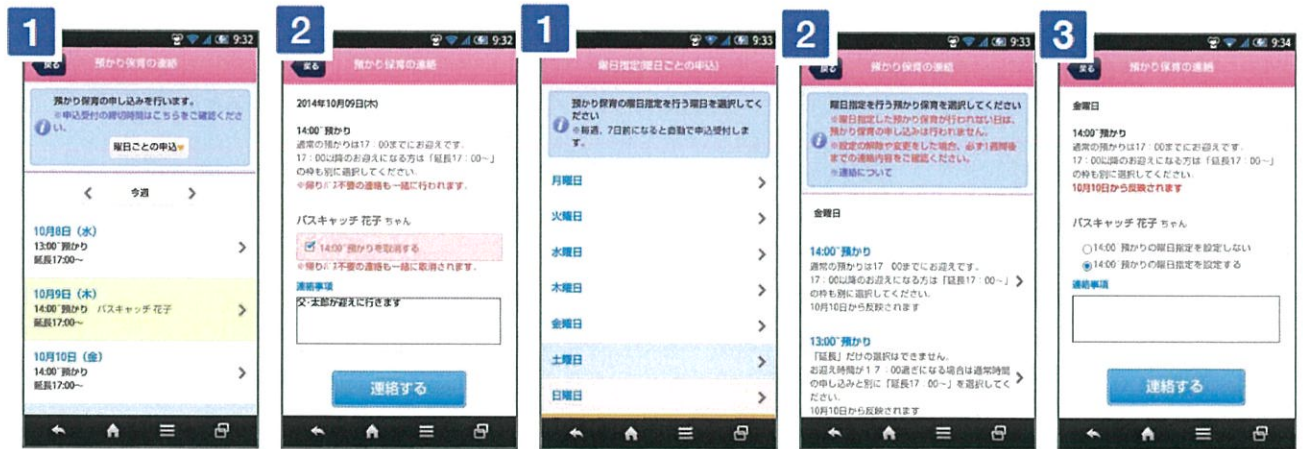 1
9:32
戻る
預かり保育の連絡
預かり保育の申し込みを行います。
※申込受付の締切時間はこちらをご確認ください。
曜日ごとの申込
今週
10月8日（水）
13:00~預かり
延長17:00～
10月9日（木）
14:00~預かり バスキャッチ 花子
延長17:00～
10月10日（金）
14:00~預かり
延長17:00～
2
9:32
戻る
預かり保育の連絡
2014年10月09日(木)
14:00~預かり
通常の預かりは17：00までにお迎えです。
17：00以降のお迎えになる方は「延長17：00～」
の枠も別に選択してください。
※帰りバス不要の連絡も一緒に行われます。
バスキャッチ 花子 ちゃん
14:00~預かりを取消する
※帰りバス不要の連絡も一緒に取消されます。
連絡事項
父・太郎が迎えに行きます
連絡する
1
9:33
曜日指定(曜日ごとの申込)
預かり保育の曜日指定を行う曜日を選択してく
ださい
※毎週、7日前になると自動で申込受付しま
す。
月曜日
火曜日
水曜日
木曜日
金曜日
土曜日
日曜日
2
9:33
戻る
預かり保育の連絡
曜日指定を行う預かり保育を選択してください
※曜日指定した預かり保育が行われない日は、
預かり保育の申し込みは行われません。
※設定の解除や変更をした場合、必ず1週間後
までの連絡内容をご確認ください。
※連絡について
金曜日
14:00~預かり
通常の預かりは17：00までにお迎えです。
17：00以降のお迎えになる方は「延長17：00～」
の枠も別に選択してください。
10月10日から反映されます
13:00~預かり
「延長」だけの選択はできません。
お迎え時間が１７：00過ぎになる場合は通常時間
の申し込みと別に「延長17：00～」を選択してく
ださい。
10月10日から反映されます
3
9:34
戻る
預かり保育の連絡
金曜日
14:00~預かり
通常の預かりは17：00までにお迎えです。
17：00以降のお迎えになる方は「延長17：00～」
の枠も別に選択してください。
10月10日から反映されます
バスキャッチ 花子 ちゃん
14:00~預かりの曜日指定を設定しない
14:00~預かりの曜日指定を設定する
連絡事項
連絡する